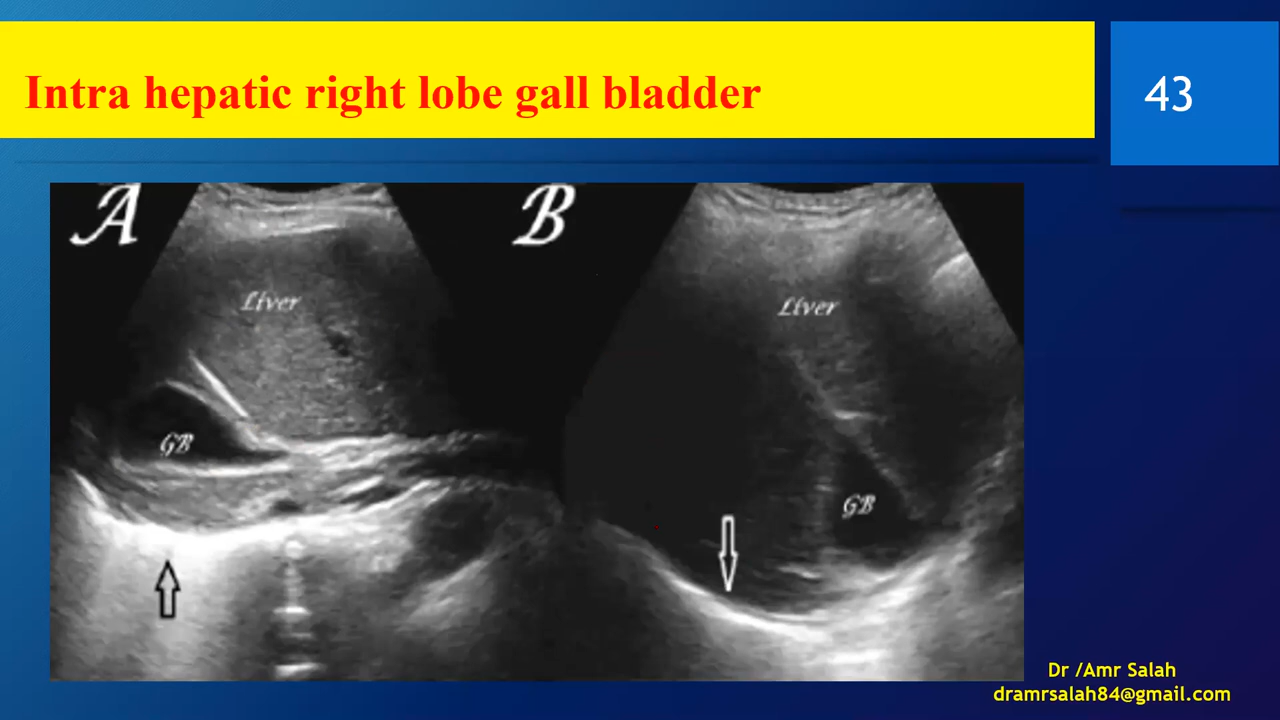 Intra hepatic right lobe gall bladder
43
A
B
Liver
Liver
GB
GB
Dr /Amr Salah
dramrsalah84@gmail.com